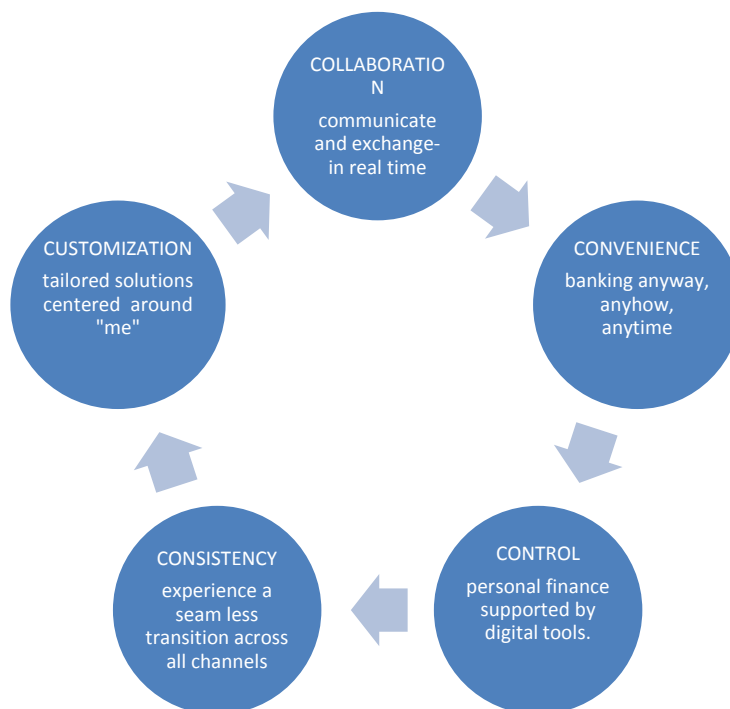 COLLABORATIO
N
communicate
and exchange-
in real time
CONVENIENCE
banking anyway,
anyhow,
anytime
CONTROL
personal finance
supported by
digital tools.
CONSISTENCY
experience a
seam less
transition across
all channels
CUSTOMIZATION
tailored solutions
centered  around
"me"